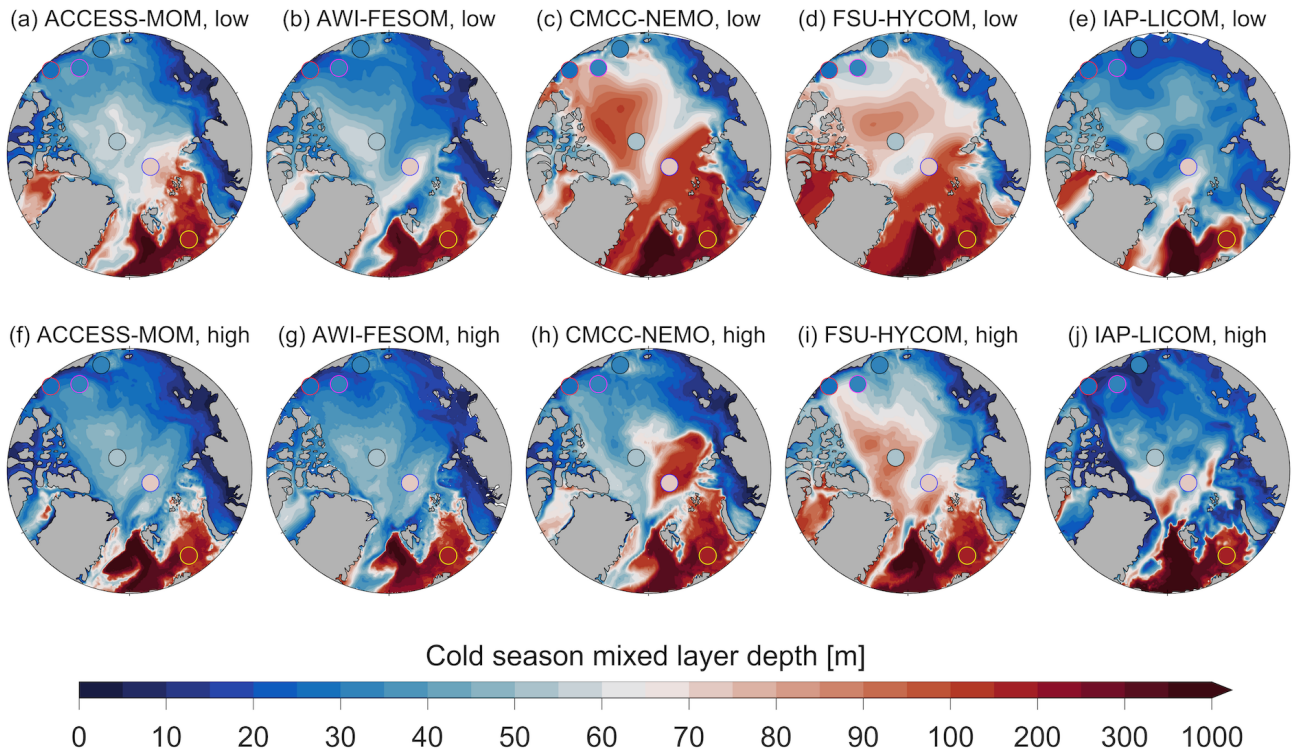 (a) ACCESS-MOM, low
(b) AWI-FESOM, low
(c) CMCC-NEMO, low
(d) FSU-HYCOM, low
(e) IAP-LICOM, low
(f) ACCESS-MOM, high
(g) AWI-FESOM, high
(h) CMCC-NEMO, high
(i) FSU-HYCOM, high
(j) IAP-LICOM, high
Cold season mixed layer depth [m]
0 10 20 30 40 50 60 70 80 90 100 200 300 1000